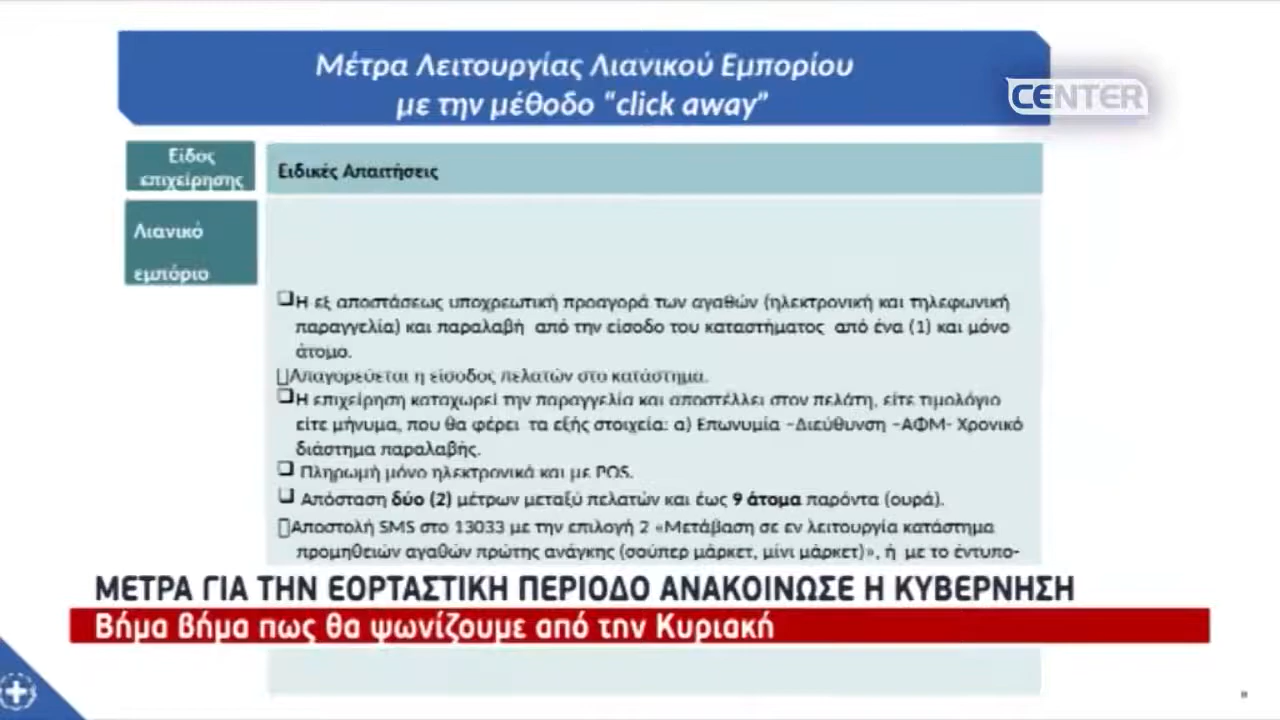 Μέτρα Λειτουργίας Λιανικού Εμπορίου
με την μέθοδο “click away”
CENTER
Είδος
επιχείρησης
Ειδικές Απαιτήσεις
Λιανικό
εμπόριο
Η εξ αποστάσεως υποχρεωτική προαγορά των αγαθών (ηλεκτρονική και τηλεφωνική
παραγγελία) και παραλαβή από την είσοδο του καταστήματος από ένα (1) και μόνο
άτομο.
Απαγορεύεται η είσοδος πελατών στο κατάστημα.
Η επιχείρηση καταχωρεί την παραγγελία και αποστέλλει στον πελάτη, είτε τιμολόγιο
είτε μήνυμα, που θα φέρει τα εξής στοιχεία: α) Επωνυμία –Διεύθυνση –ΑΦΜ- Χρονικό
διάστημα παραλαβής.
Πληρωμή μόνο ηλεκτρονικά και με POS.
Απόσταση δύο (2) μέτρων μεταξύ πελατών και έως 9 άτομα παρόντα (ουρά).
Αποστολή SMS στο 13033 με την επιλογή 2 «Μετάβαση σε εν λειτουργία κατάστημα
προμηθειών αγαθών πρώτης ανάγκης (σούπερ μάρκετ, μίνι μάρκετ)», ή με το έντυπο-
ΜΕΤΡΑ ΓΙΑ ΤΗΝ ΕΟΡΤΑΣΤΙΚΗ ΠΕΡΙΟΔΟ ΑΝΑΚΟΙΝΩΣΕ Η ΚΥΒΕΡΝΗΣΗ
Βήμα βήμα πως θα ψωνίζουμε από την Κυριακή